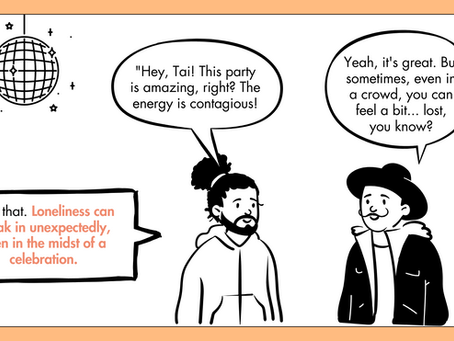 "Hey, Tai! This party
is amazing, right? The
energy is contagious!
Yeah, it's great. Bu
sometimes, even in
a crowd, you can
feel a bit... lost,
you know?
that. Loneliness can
ak in unexpectedly,
en in the midst of a
celebration.